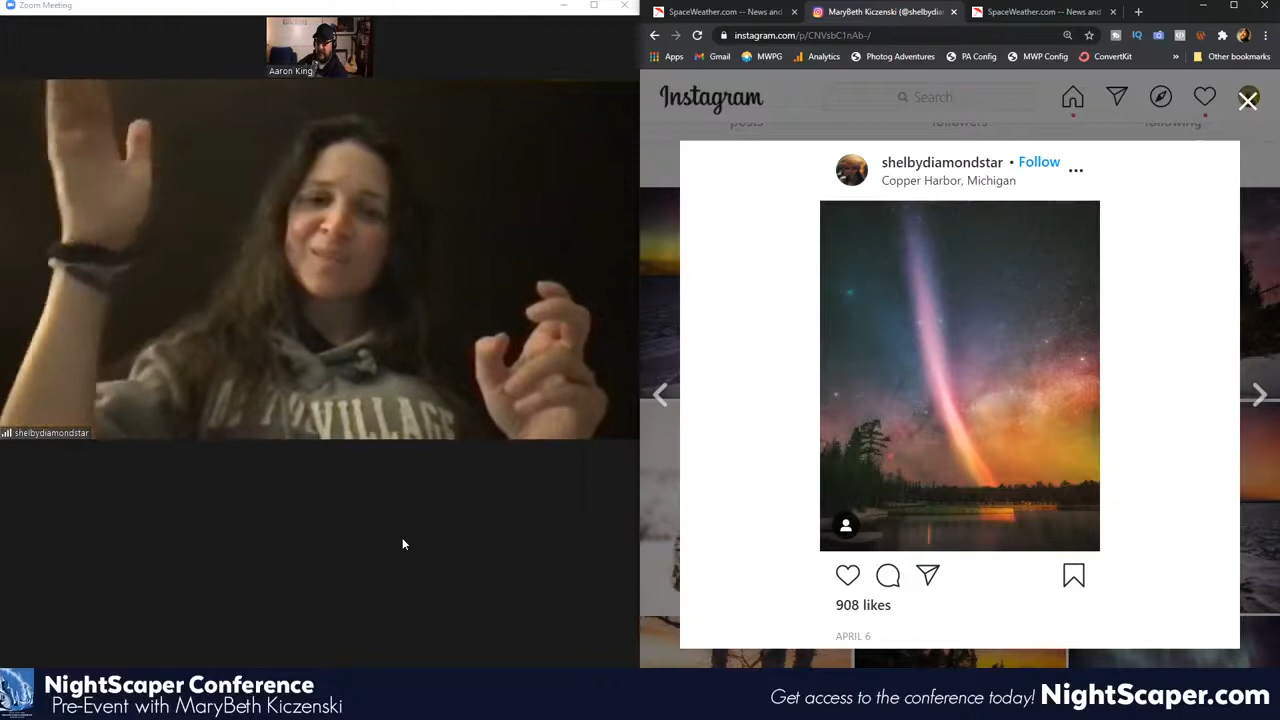 Zoom Meeting
Aaron King
shelbydiamondstar
VILLAGE
SpaceWeather.com -- News and
MaryBeth Kiczenski (@shelbydia
SpaceWeather.com -- News and
instagram.com/p/CNVsbC1nAb-/
Apps
Gmail
MWPG
Analytics
Photog Adventures
PA Config
MWP Config
ConvertKit
»
Other bookmarks
Instagram
Search
posts
followers
following
shelbydiamondstar • Follow
Copper Harbor, Michigan
908 likes
APRIL 6
NightScaper Conference
Pre-Event with MaryBeth Kiczenski
Get access to the conference today! NightScaper.com